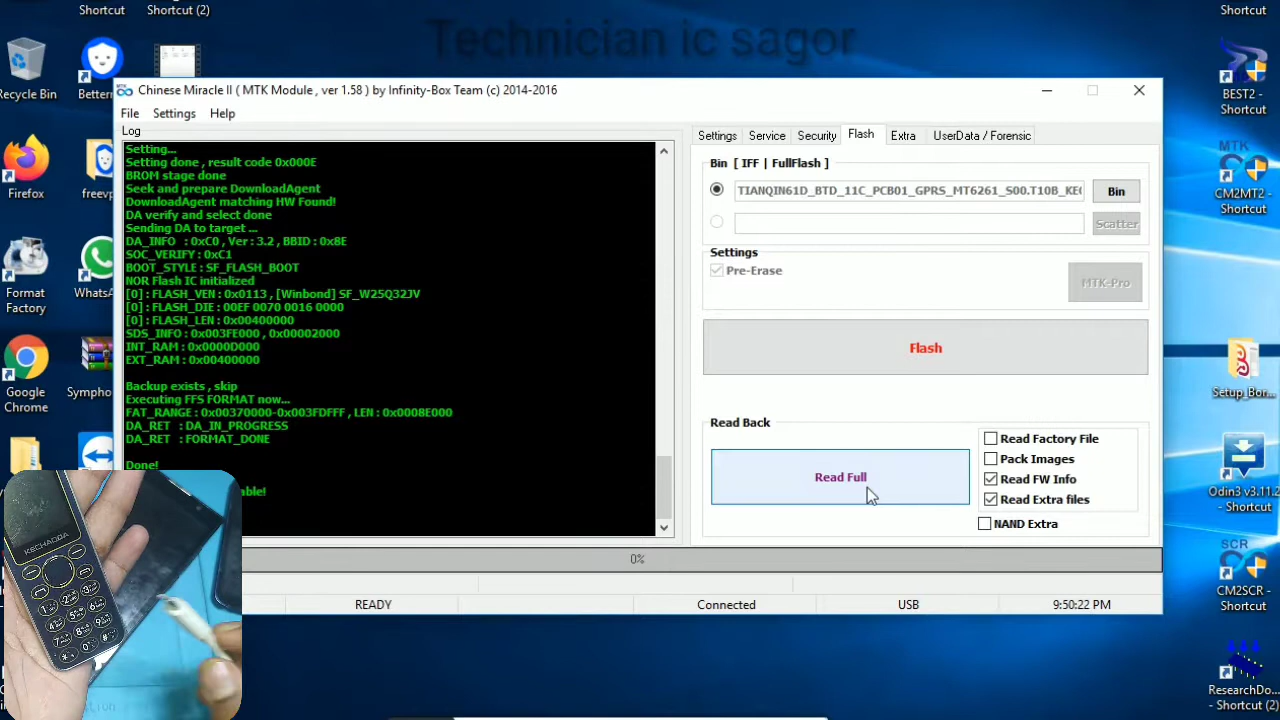 Shortcut
Shortcut (2)
Shortcut
Technician ic sagor
Recycle Bin
Bettern
Firefox
freevp
Format
Factory
WhatsA
Google
Chrome
Sympho
BEST2 -
Shortcut
MTK
CM2MT2 -
Shortcut
Setup_Bor...
Odin3 v3.11.2
- Shortcut
SCR
CM2SCR -
Shortcut
ResearchDo...
- Shortcut (2)
Chinese Miracle II ( MTK Module , ver 1.58 ) by Infinity-Box Team (c) 2014-2016
File Settings Help
Log
Setting...
Setting done , result code 0x000E
BROM stage done
Seek and prepare DownloadAgent
DownloadAgent matching HW Found!
DA verify and select done
Sending DA to target ...
DA_INFO : 0xC0 , Ver : 3.2 , BBID : 0x8E
SOC_VERIFY : 0xC1
BOOT_STYLE : SF_FLASH_BOOT
NOR Flash IC initialized
[0] : FLASH_VEN : 0x0113 , [Winbond] SF_W25Q32JV
[0] : FLASH_DIE : 00EF 0070 0016 0000
[0] : FLASH_LEN : 0x00400000
SDS_INFO : 0x003FE000 , 0x00002000
INT_RAM : 0x0000D000
EXT_RAM : 0x00400000
Backup exists , skip
Executing FFS FORMAT now...
FAT_RANGE : 0x00370000-0x003FDFFF , LEN : 0x0008E000
DA_RET : DA_IN_PROGRESS
DA_RET : FORMAT_DONE
Done!
able!
Settings Service Security Flash Extra UserData / Forensic
Bin [ IFF | FullFlash ]
TIANQIN61D_BTD_11C_PCB01_GPRS_MT6261_S00.T10B_KE
Bin
Scatter
Settings
Pre-Erase
MTK-Pro
Flash
Read Back
Read Full
Read Factory File
Pack Images
Read FW Info
Read Extra files
NAND Extra
0%
READY Connected USB 9:50:22 PM
KECHAODA